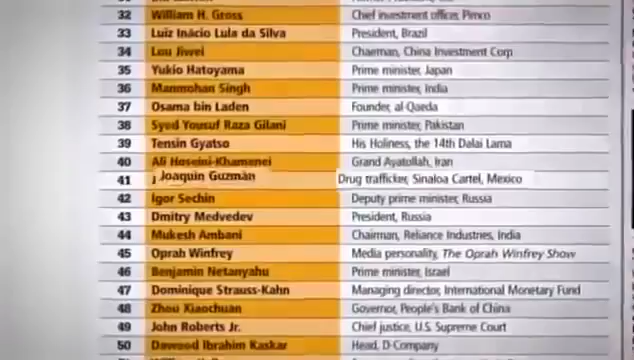 32 William H. Gross Chief investment officer, Pimco
33 Luiz Inácio Lula da Silva President, Brazil
34 Lou Jiwei Chaerman, China Investment Corp
35 Yukio Hatoyama Prime minister, Japan
36 Manmohan Singh Prime minister, India
37 Osama bin Laden Founder, al-Qaeda
38 Syed Yousuf Raza Gilani Prime minister, Pakistan
39 Tensin Gyatso His Holiness, the 14th Dalai Lama
40 Ali Hoseini-Khamenei Grand Ayatollah, Iran
41 Joaquín Guzmán Drug trafficker, Sinaloa Cartel, Mexico
42 Igor Sechin Deputy prime minister, Russia
43 Dmitry Medvedev President, Russia
44 Mukesh Ambani Chairman, Reliance Industries, India
45 Oprah Winfrey Media personality, The Oprah Winfrey Show
46 Benjamin Netanyahu Prime minister, Israel
47 Dominique Strauss-Kahn Managing director, International Monetary Fund
48 Zhou Xiaochuan Governor, People's Bank of China
49 John Roberts Jr. Chief justice, U.S. Supreme Court
50 Dawood Ibrahim Kaskar Head, D-Company